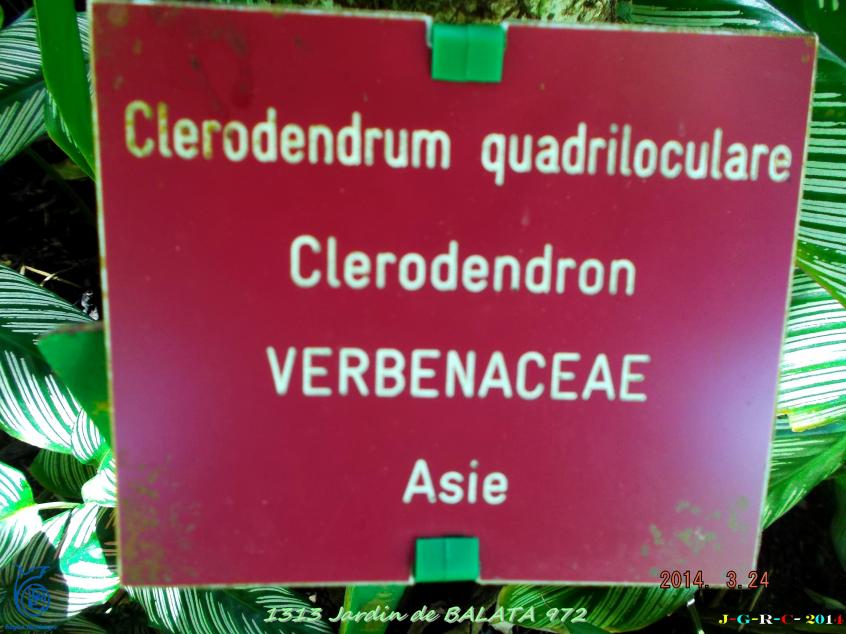 Clerodendrum quadriloculare
Clerodendron
VERBENACEAE
Asie
2014. 3.24
1313 Jardin de BALATA 972
J-G-R-C- 2014